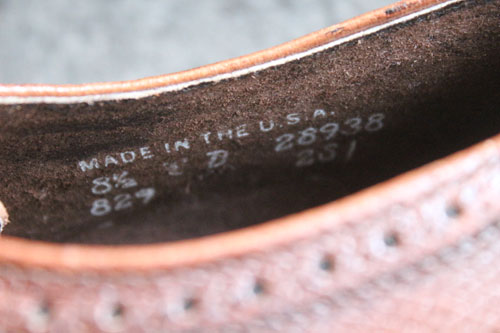 MADE IN THE U.S.A.
8½ D 28938
829 251